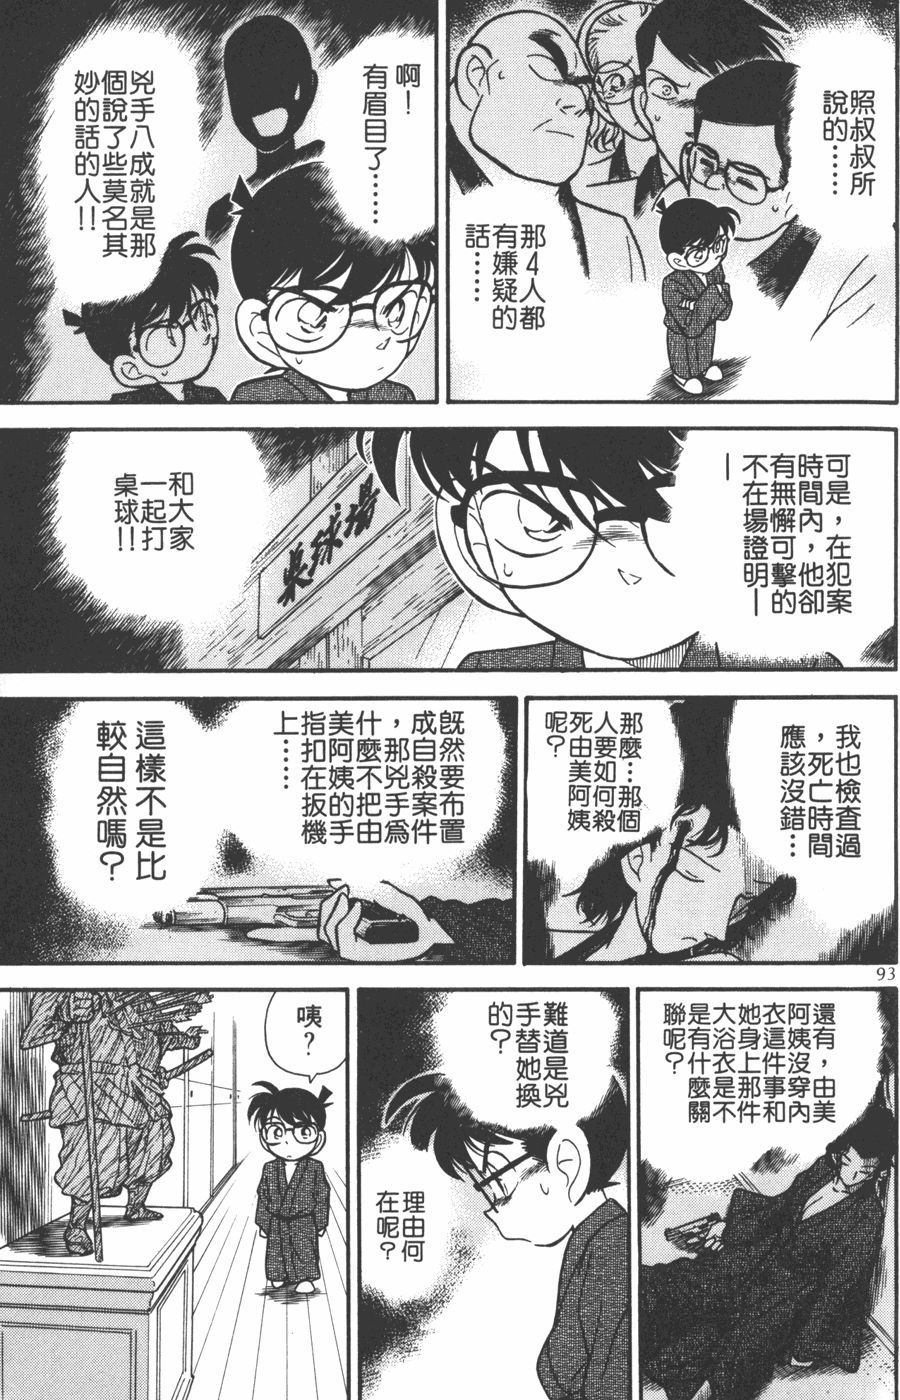 照叔叔所
說的……
那4人都
有嫌疑的
話……
啊！
有眉目了……
兇手八成就是那
個說了些莫名其
妙的話的人!!
可是，在犯案
時間內，他卻
有無懈可擊的
不在場證明—
—
桌球場
和大家
一起打
桌球!!
我也檢查過
，死亡時間
應該沒錯…
那麼…那個
人要如何殺
死由美阿姨
呢？
既然要布置
成自殺案件
，那兇手為
什麼不把由
美阿姨的手
指扣在扳機
上……
這樣不是比
較自然嗎？
93
還有，由美
阿姨沒穿內
衣這件事和
她身上那件
大浴衣是不
是有什麼關
聯呢？
難道是兇
手替她換
的？
理由何
在呢？
咦？